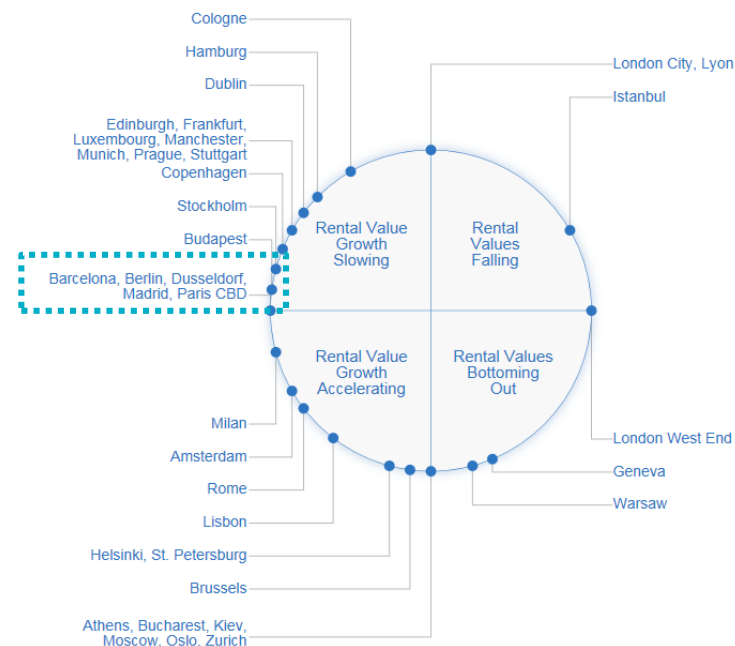 Cologne
Hamburg
Dublin
Edinburgh, Frankfurt,
Luxembourg, Manchester,
Munich, Prague, Stuttgart
Copenhagen
Stockholm
Budapest
Barcelona, Berlin, Dusseldorf,
Madrid, Paris CBD
Milan
Amsterdam
Rome
Lisbon
Helsinki, St. Petersburg
Brussels
Athens, Bucharest, Kiev,
Moscow. Oslo. Zurich
London City, Lyon
Istanbul
Rental Value
Growth
Slowing
Rental
Values
Falling
Rental Value
Growth
Accelerating
Rental Values
Bottoming
Out
London West End
Geneva
Warsaw